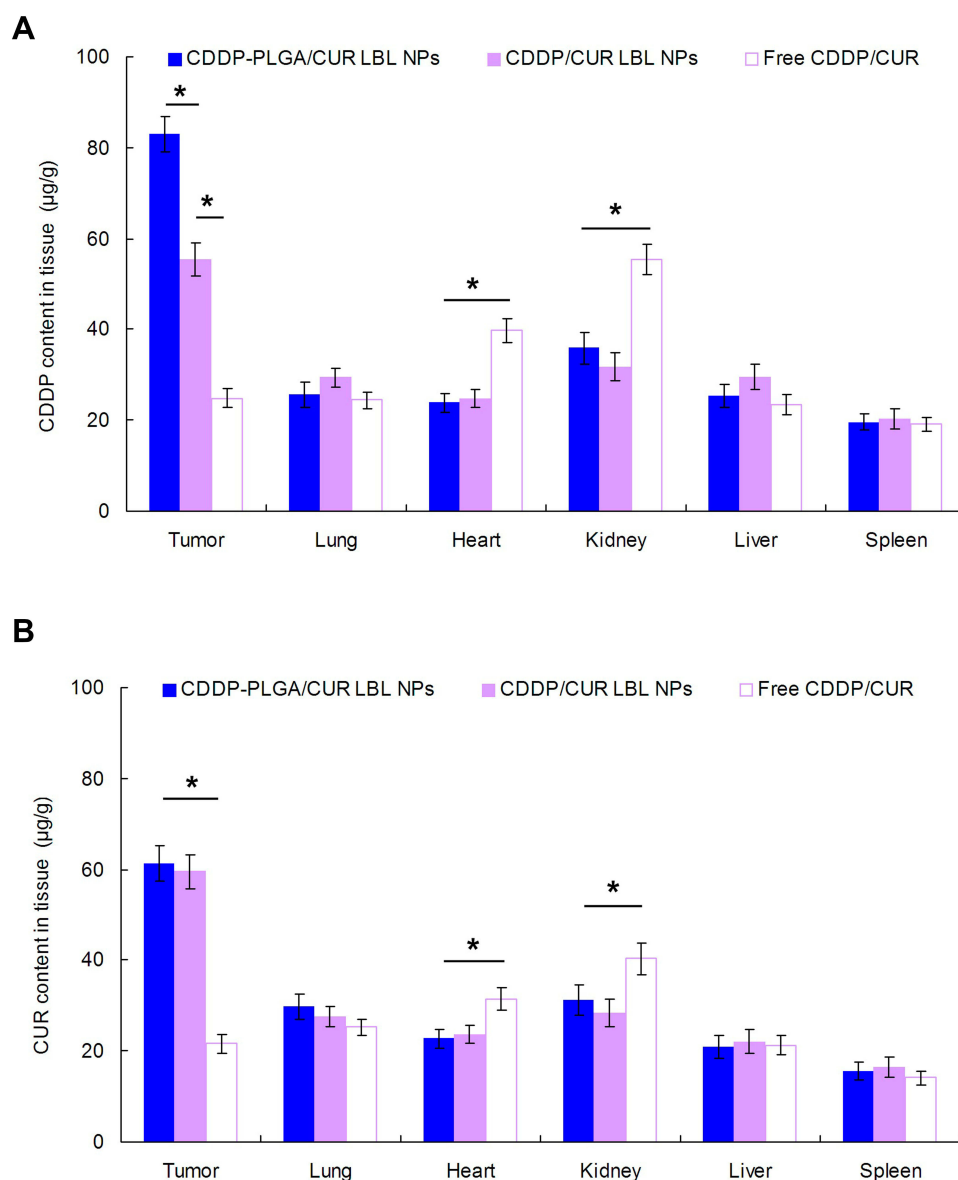 A
CDDP-PLGA/CUR LBL NPs CDDP/CUR LBL NPs Free CDDP/CUR
CDDP content in tissue (µg/g)
100
80
60
40
20
0
* * * *
Tumor Lung Heart Kidney Liver Spleen
B
CDDP-PLGA/CUR LBL NPs CDDP/CUR LBL NPs Free CDDP/CUR
CUR content in tissue (µg/g)
100
80
60
40
20
0
* * *
Tumor Lung Heart Kidney Liver Spleen